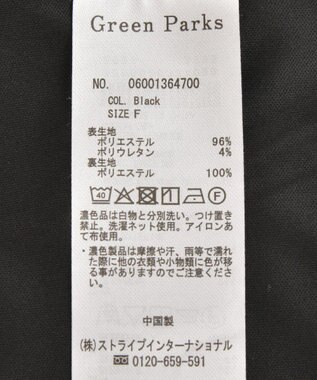 Green Parks
NO. 06001364700
COL. Black
SIZE F
表生地
ポリエステル 96%
ポリウレタン 4%
裏生地
ポリエステル 100%
40 F
濃色品は白物と分別洗い。つけ置き
禁止。洗濯ネット使用。アイロンあ
て布使用。
・濃色製品は摩擦や汗、雨等で濡れ
た際に他の衣類や小物類に色が移
る事がありますのでご注意くださ
い。
中国製
(株)ストライプインターナショナル
0120-659-591